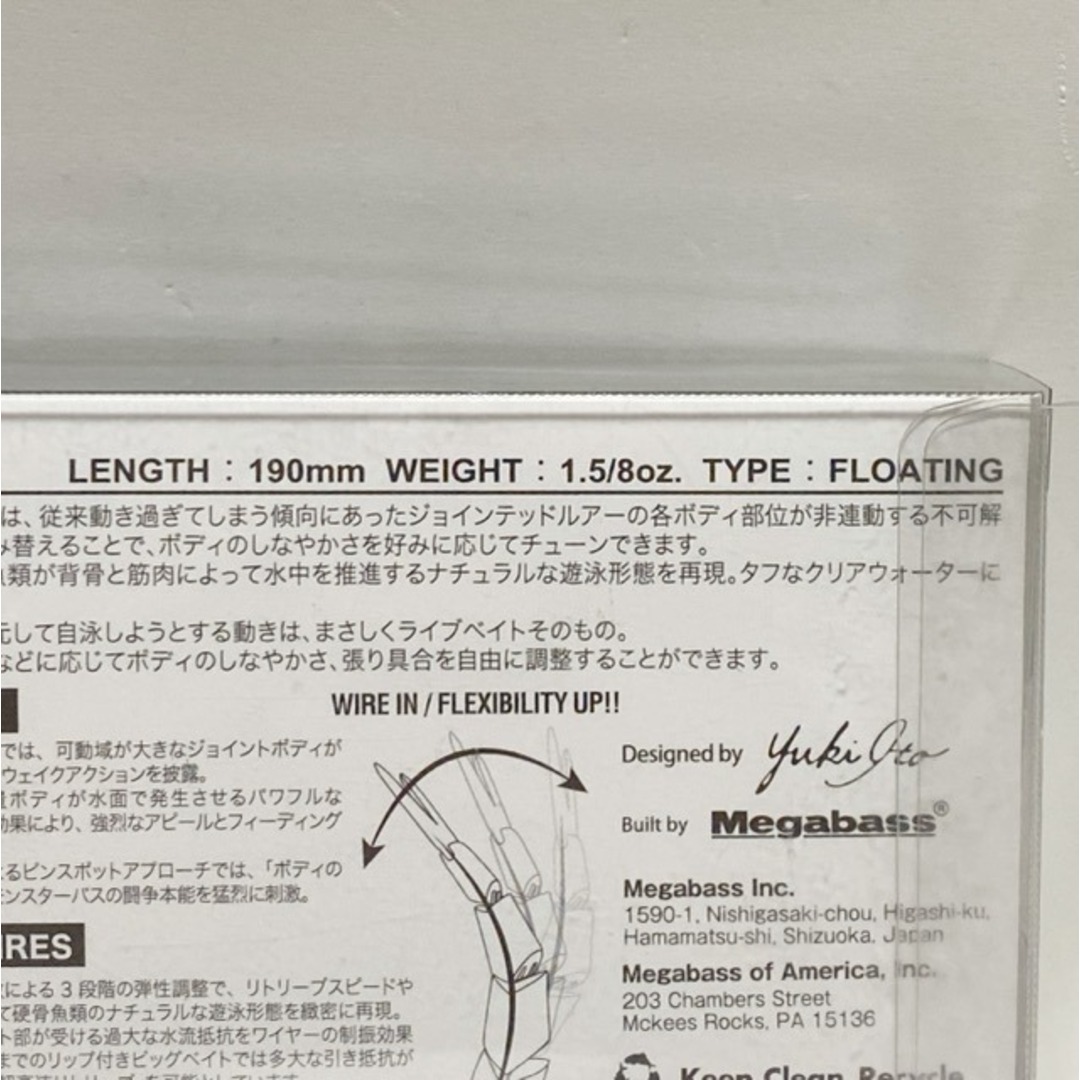 LENGTH : 190mm WEIGHT : 1.5/8oz. TYPE : FLOATING
は、従来動き過ぎてしまう傾向にあったジョインテッドルアーの各ボディ部位が非連動する不可解
み替えることで、ボディのしなやかさを好みに応じてチューンできます。
類が背骨と筋肉によって水中を推進するナチュラルな遊泳形態を再現。タフなクリアウォーターに
して自泳しようとする動きは、まさしくライブベイトそのもの。
などに応じてボディのしなやかさ、張り具合を自由に調整することができます。
WIRE IN / FLEXIBILITY UP!!
では、可動域が大きなジョイントボディが
ウェイクアクションを披露。
ボディが水面で発生させるパワフルな
効果により、強烈なアピールとフィーディング
るピンスポットアプローチでは、「ボディの
モンスターバスの闘争本能を猛烈に刺激。
IRES
による3段階の弾性調整で、リトリーブスピードや
て硬骨魚類のナチュラルな遊泳形態を緻密に再現。
ト部が受ける過大な水流抵抗をワイヤーの制振効果
までのリップ付きビッグベイトでは多大な引き抵抗が
Designed by Yuki Ito
Built by Megabass®
Megabass Inc.
1590-1, Nishigasaki-chou, Higashi-ku,
Hamamatsu-shi, Shizuoka. Japan
Megabass of America, Inc.
203 Chambers Street
Mckees Rocks, PA 15136
Keep Clean, Recycle